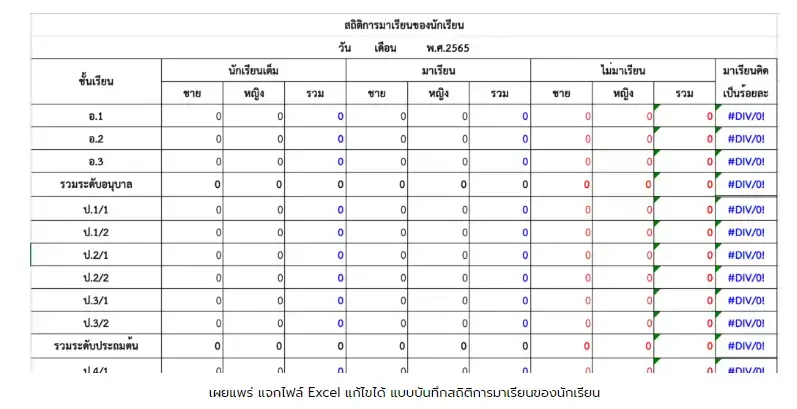 สถิติการมาเรียนของนักเรียน
วัน เดือน พ.ศ.2565
ชั้นเรียน นักเรียนเต็ม มาเรียน ไม่มาเรียน มาเรียนคิดเป็นร้อยละ
ชาย หญิง รวม ชาย หญิง รวม ชาย หญิง รวม
อ.1 0 0 0 0 0 0 0 0 0 #DIV/0!
อ.2 0 0 0 0 0 0 0 0 0 #DIV/0!
อ.3 0 0 0 0 0 0 0 0 0 #DIV/0!
รวมระดับอนุบาล 0 0 0 0 0 0 0 0 0 #DIV/0!
ป.1/1 0 0 0 0 0 0 0 0 0 #DIV/0!
ป.1/2 0 0 0 0 0 0 0 0 0 #DIV/0!
ป.2/1 0 0 0 0 0 0 0 0 0 #DIV/0!
ป.2/2 0 0 0 0 0 0 0 0 0 #DIV/0!
ป.3/1 0 0 0 0 0 0 0 0 0 #DIV/0!
ป.3/2 0 0 0 0 0 0 0 0 0 #DIV/0!
รวมระดับประถมต้น 0 0 0 0 0 0 0 0 0 #DIV/0!
ป.4/1 0 0 0 0 0 0 0 0 0 #DIV/0!
เผยแพร่ แจกไฟล์ Excel แก้ไขได้ แบบบันทึกสถิติการมาเรียนของนักเรียน